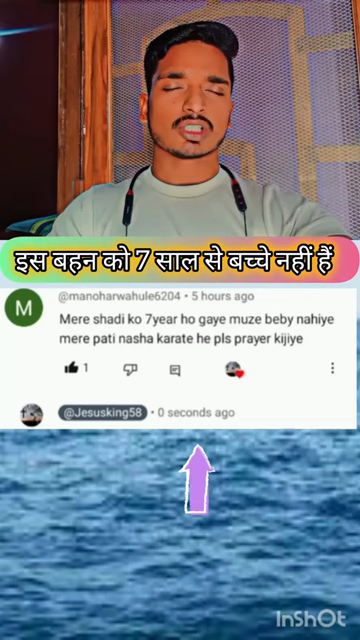 इस बहन को 7 साल से बच्चे नहीं हैं
M
@manoharwahule6204 • 5 hours ago
Mere shadi ko 7year ho gaye muze beby nahiye
mere pati nasha karate he pls prayer kijiye
1
@Jesusking58 • 0 seconds ago
InShOt